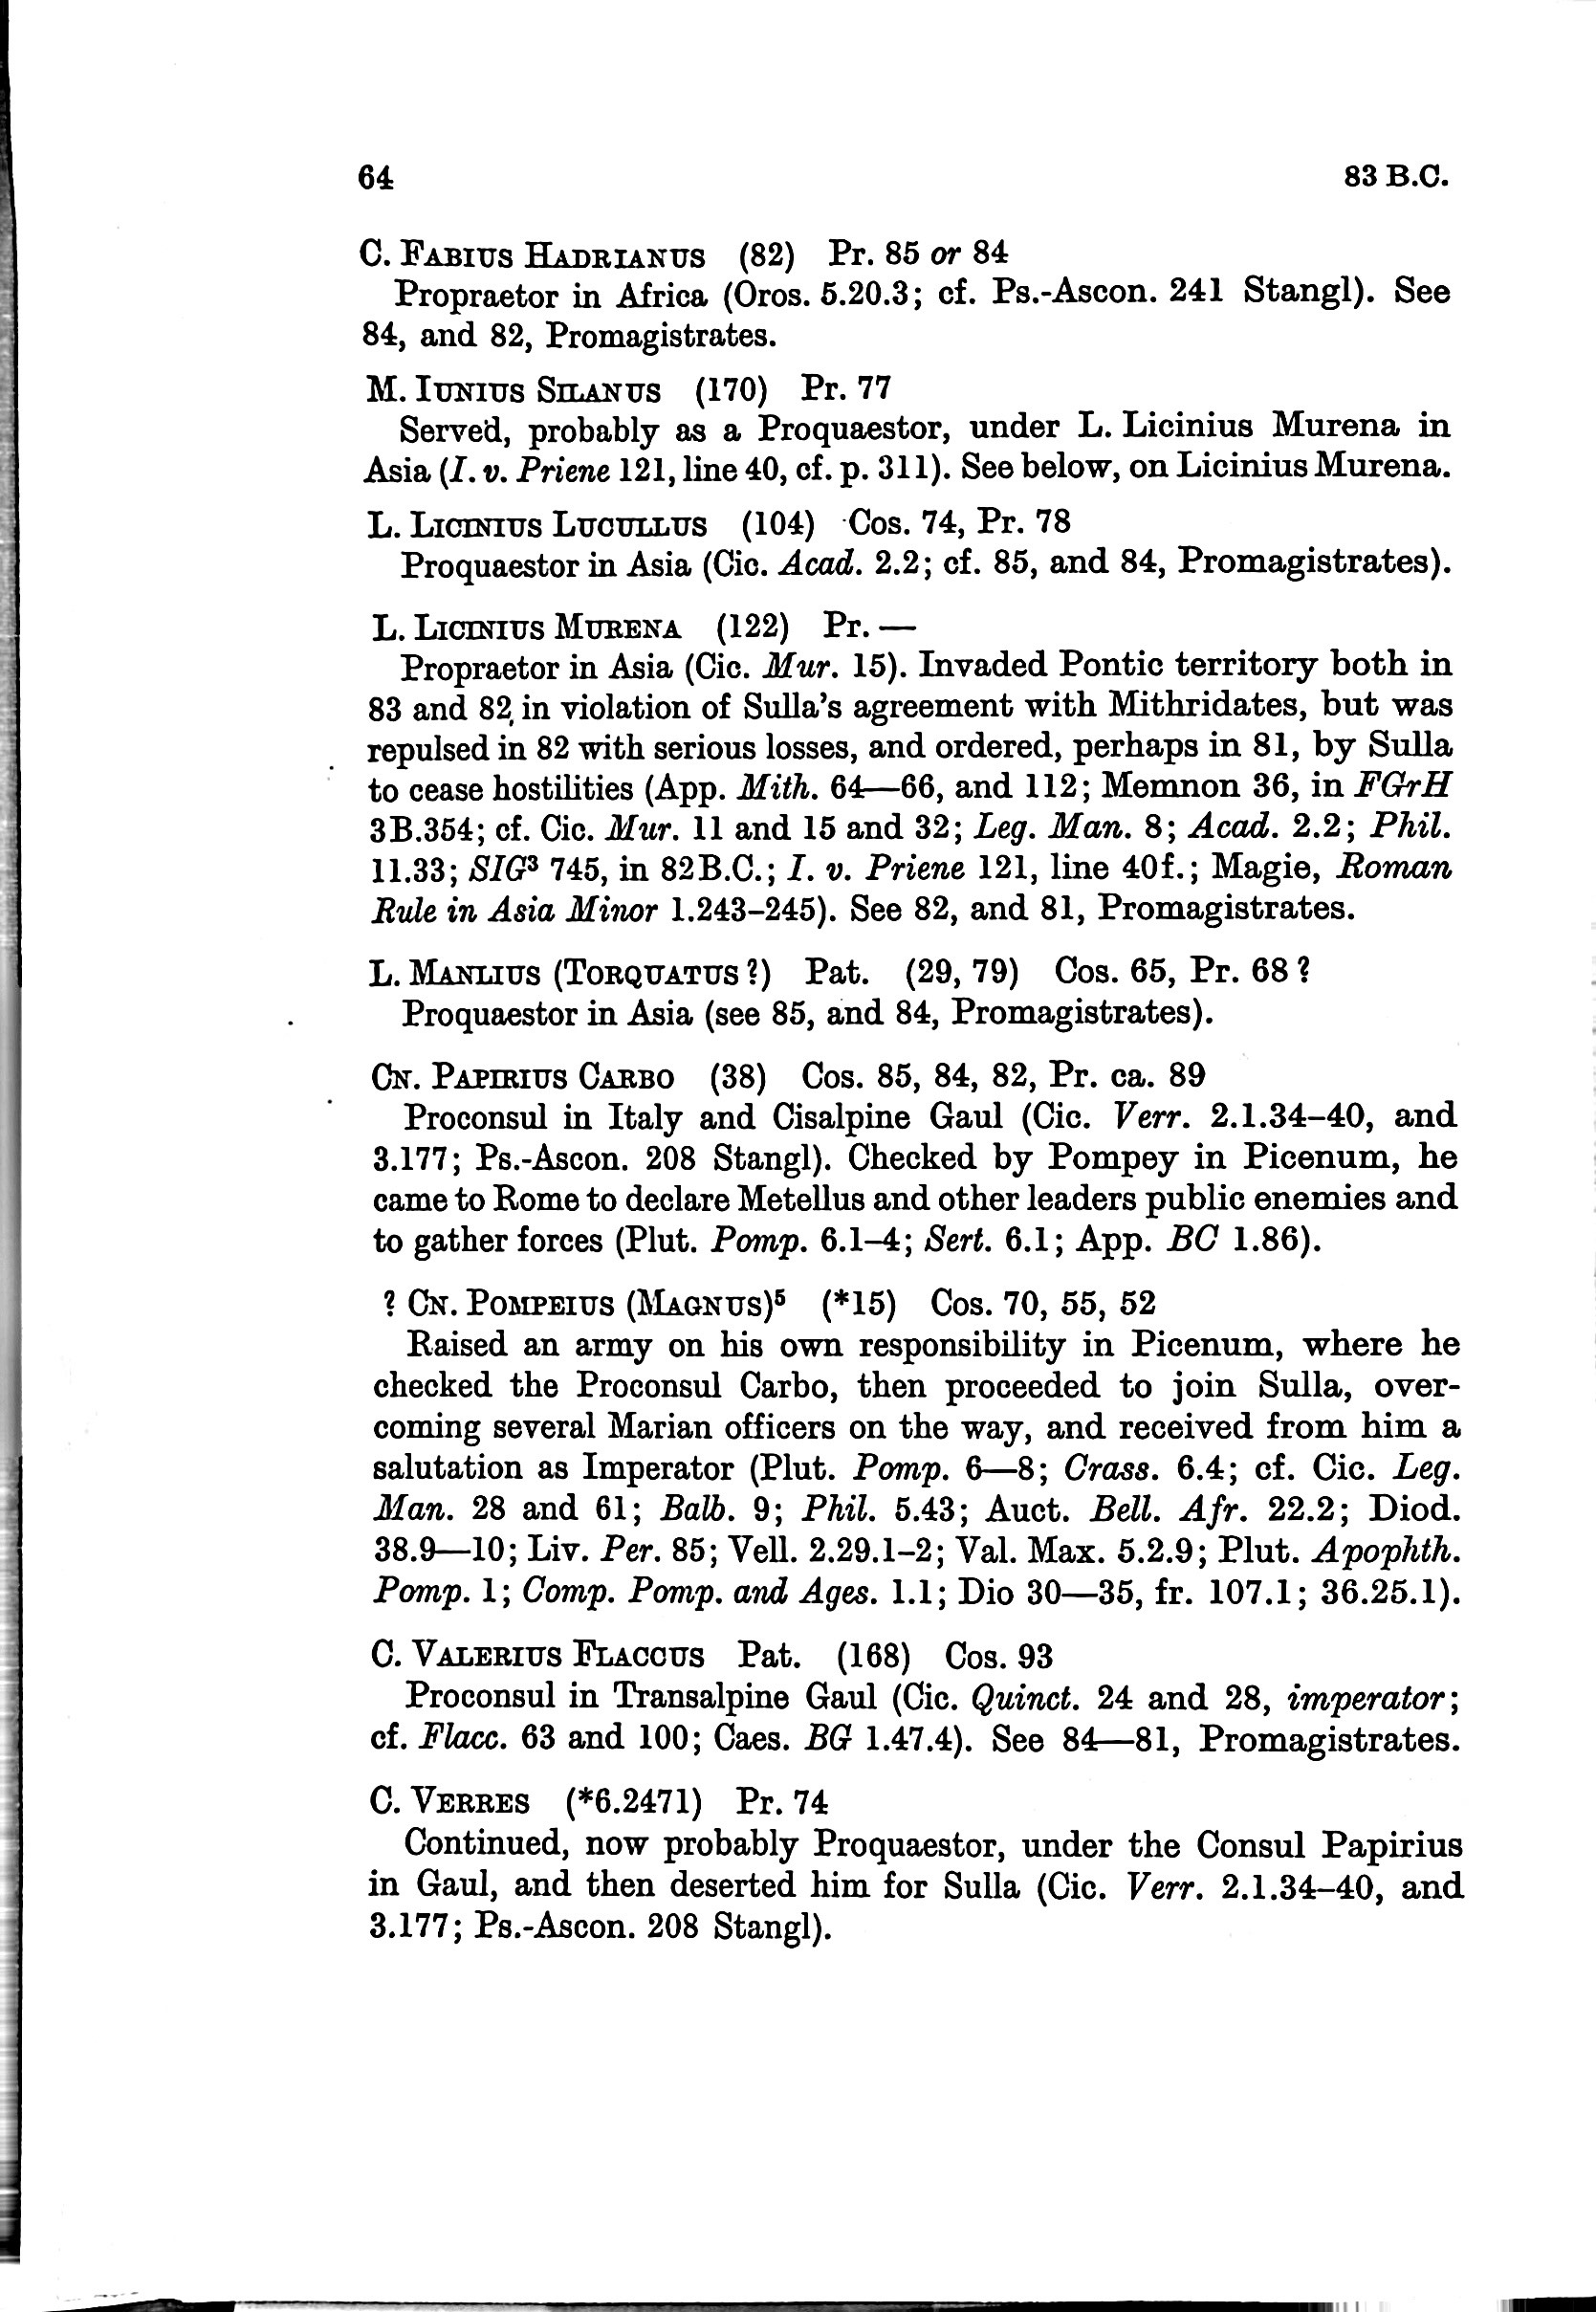 64 83 B.C.
C. FABIUS HADRIANUS (82) Pr. 85 or 84
Propraetor in Africa (Oros. 5.20.3; cf. Ps.-Ascon. 241 Stangl). See
84, and 82, Promagistrates.
M. IUNIUS SILANUS (170) Pr. 77
Served, probably as a Proquaestor, under L. Licinius Murena in
Asia (I. v. Priene 121, line 40, cf. p. 311). See below, on Licinius Murena.
L. LICINIUS LUCULLUS (104) Cos. 74, Pr. 78
Proquaestor in Asia (Cic. Acad. 2.2; cf. 85, and 84, Promagistrates).
L. LICINIUS MURENA (122) Pr. —
Propraetor in Asia (Cic. Mur. 15). Invaded Pontic territory both in
83 and 82, in violation of Sulla's agreement with Mithridates, but was
repulsed in 82 with serious losses, and ordered, perhaps in 81, by Sulla
to cease hostilities (App. Mith. 64—66, and 112; Memnon 36, in FGrH
3B.354; cf. Cic. Mur. 11 and 15 and 32; Leg. Man. 8; Acad. 2.2; Phil.
11.33; SIG³ 745, in 82B.C.; I. v. Priene 121, line 40f.; Magie, Roman
Rule in Asia Minor 1.243–245). See 82, and 81, Promagistrates.
L. MANLIUS (TORQUATUS?) Pat. (29, 79) Cos. 65, Pr. 68?
Proquaestor in Asia (see 85, and 84, Promagistrates).
CN. PAPIRIUS CARBO (38) Cos. 85, 84, 82, Pr. ca. 89
Proconsul in Italy and Cisalpine Gaul (Cic. Verr. 2.1.34–40, and
3.177; Ps.-Ascon. 208 Stangl). Checked by Pompey in Picenum, he
came to Rome to declare Metellus and other leaders public enemies and
to gather forces (Plut. Pomp. 6.1–4; Sert. 6.1; App. BC 1.86).
? CN. POMPEIUS (MAGNUS)⁵ (*15) Cos. 70, 55, 52
Raised an army on his own responsibility in Picenum, where he
checked the Proconsul Carbo, then proceeded to join Sulla, over-
coming several Marian officers on the way, and received from him a
salutation as Imperator (Plut. Pomp. 6—8; Crass. 6.4; cf. Cic. Leg.
Man. 28 and 61; Balb. 9; Phil. 5.43; Auct. Bell. Afr. 22.2; Diod.
38.9—10; Liv. Per. 85; Vell. 2.29.1–2; Val. Max. 5.2.9; Plut. Apophth.
Pomp. 1; Comp. Pomp. and Ages. 1.1; Dio 30—35, fr. 107.1; 36.25.1).
C. VALERIUS FLACCUS Pat. (168) Cos. 93
Proconsul in Transalpine Gaul (Cic. Quinct. 24 and 28, imperator;
cf. Flacc. 63 and 100; Caes. BG 1.47.4). See 84—81, Promagistrates.
C. VERRES (*6.2471) Pr. 74
Continued, now probably Proquaestor, under the Consul Papirius
in Gaul, and then deserted him for Sulla (Cic. Verr. 2.1.34–40, and
3.177; Ps.-Ascon. 208 Stangl).